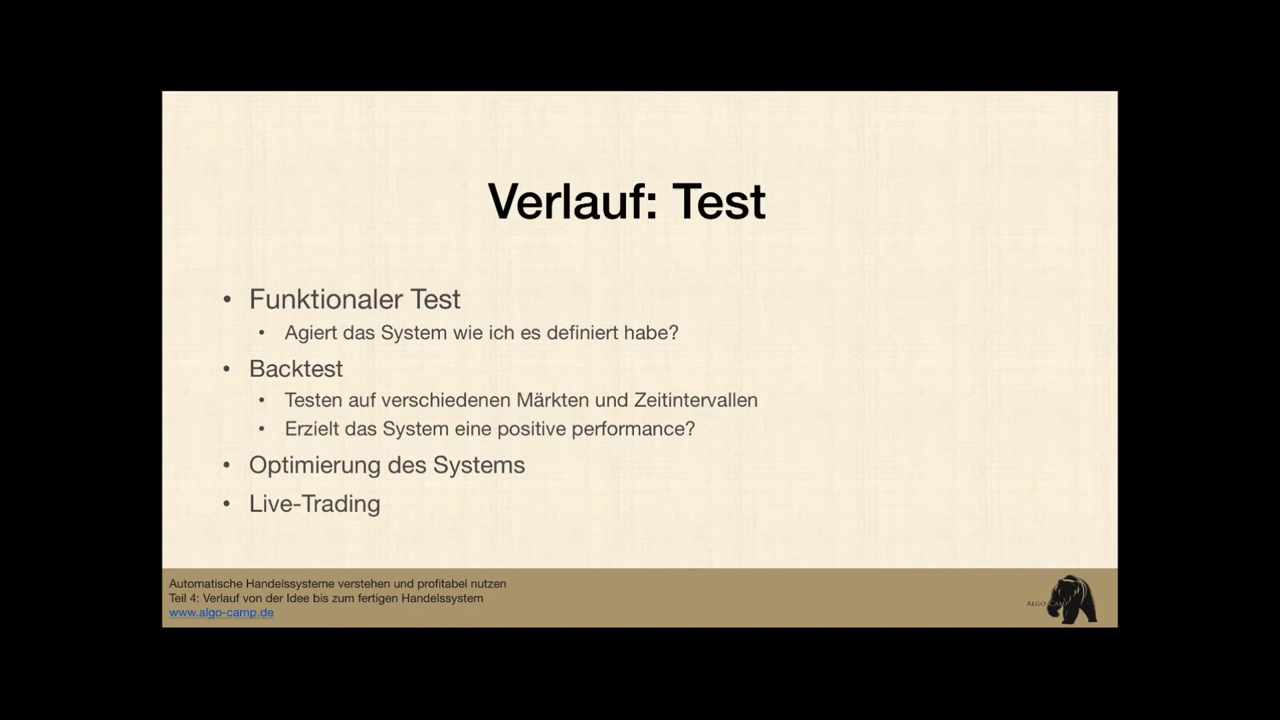 Verlauf: Test
• Funktionaler Test
• Agiert das System wie ich es definiert habe?
• Backtest
• Testen auf verschiedenen Märkten und Zeitintervallen
• Erzielt das System eine positive performance?
• Optimierung des Systems
• Live-Trading
Automatische Handelssysteme verstehen und profitabel nutzen
Teil 4: Verlauf von der Idee bis zum fertigen Handelssystem
www.algo-camp.de